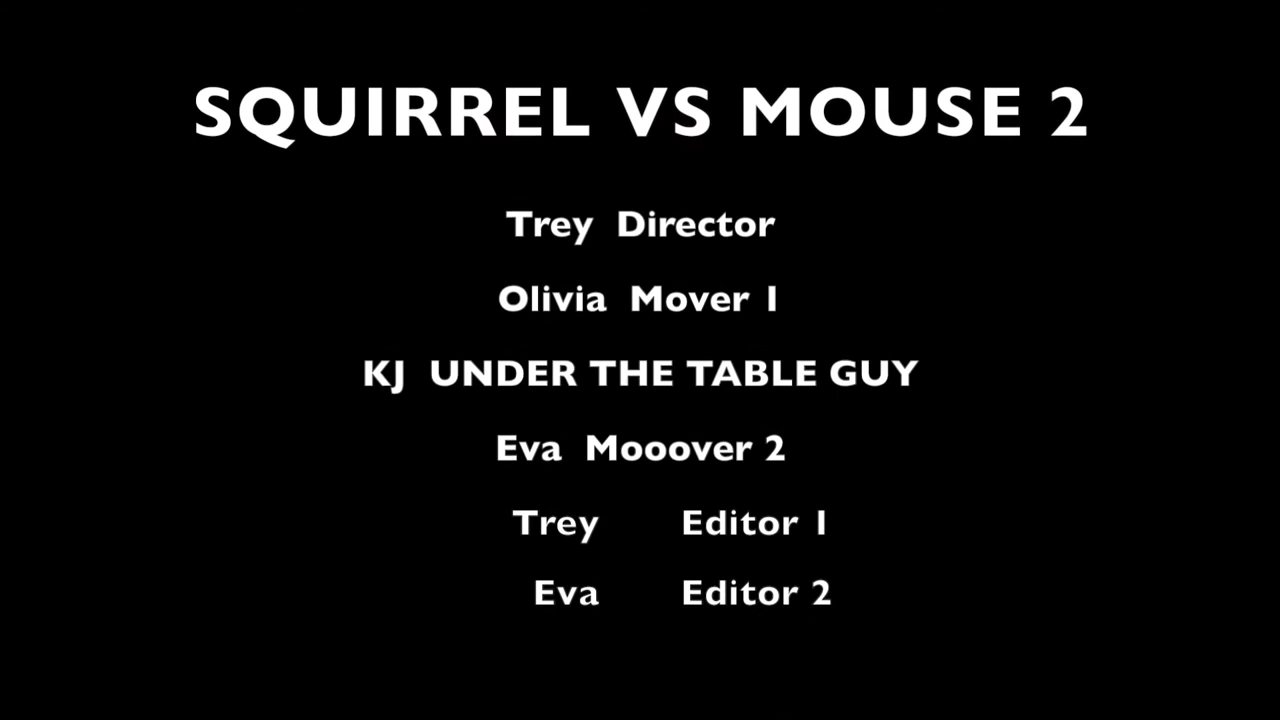 SQUIRREL VS MOUSE 2
Trey Director
Olivia Mover 1
KJ UNDER THE TABLE GUY
Eva Mooover 2
Trey Editor 1
Eva Editor 2